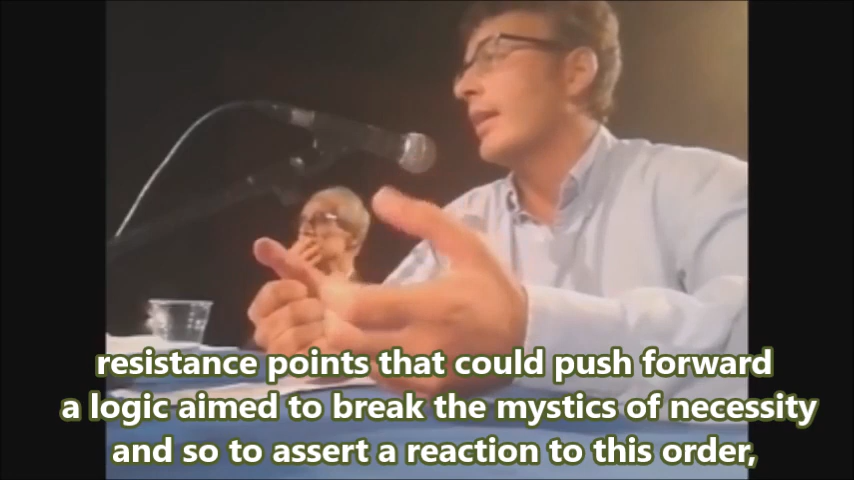 resistance points that could push forward
a logic aimed to break the mystics of necessity
and so to assert a reaction to this order,